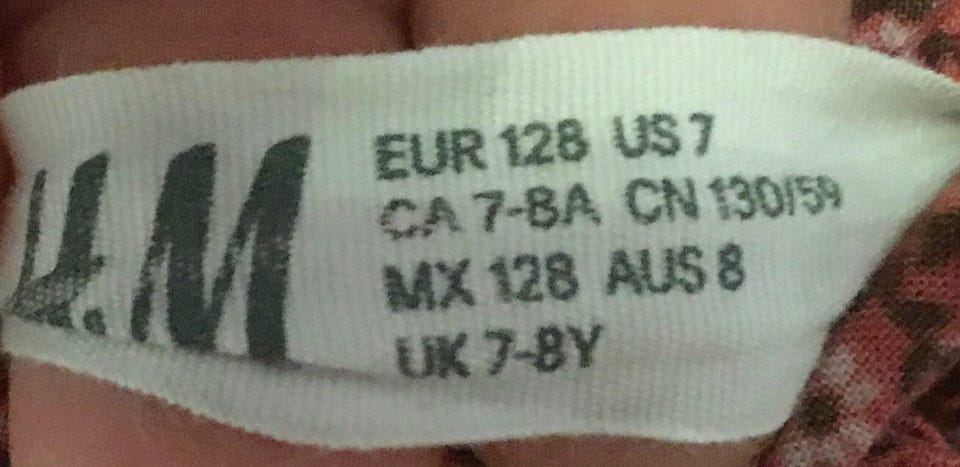 H&M
EUR 128 US 7
CA 7-8A CN 130/59
MX 128 AUS 8
UK 7-8Y